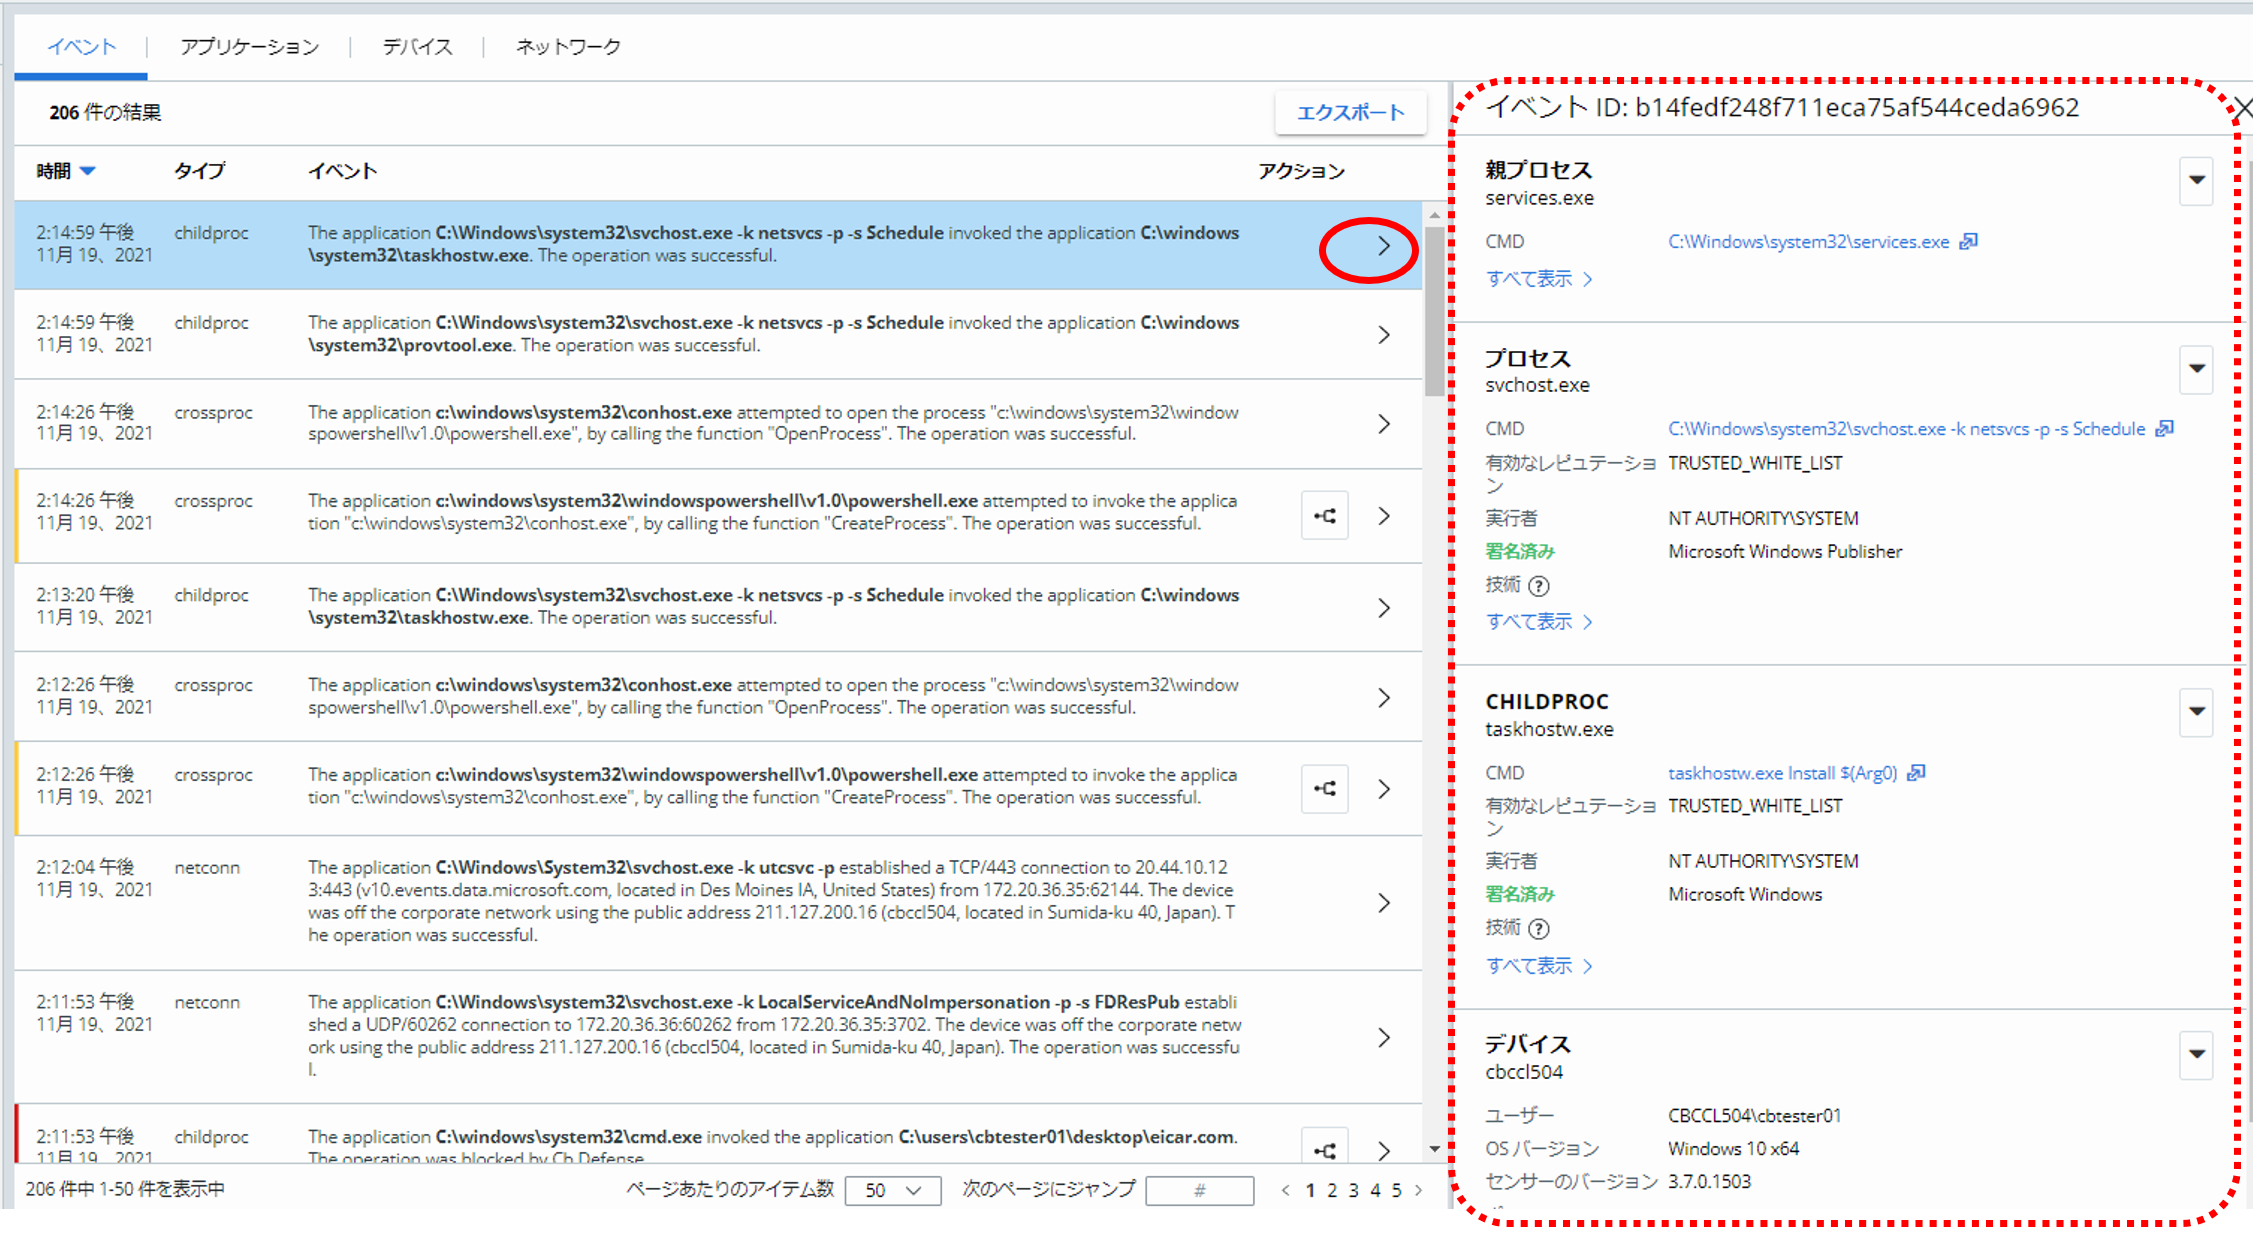 イベント | アプリケーション | デバイス | ネットワーク
206 件の結果
エクスポート
時間 タイプ イベント アクション
2:14:59 午後 childproc The application C:\Windows\system32\svchost.exe -k netsvcs -p -s Schedule invoked the application C:\windows
11月 19、2021 \system32\taskhostw.exe. The operation was successful.
2:14:59 午後 childproc The application C:\Windows\system32\svchost.exe -k netsvcs -p -s Schedule invoked the application C:\windows
11月 19、2021 \system32\provtool.exe. The operation was successful.
2:14:26 午後 crossproc The application c:\windows\system32\conhost.exe attempted to open the process "c:\windows\system32\window
11月 19、2021 spowershell\v1.0\powershell.exe", by calling the function "OpenProcess". The operation was successful.
2:14:26 午後 crossproc The application c:\windows\system32\windowspowershell\v1.0\powershell.exe attempted to invoke the applica
11月 19、2021 tion "c:\windows\system32\conhost.exe", by calling the function "CreateProcess". The operation was successful.
2:13:20 午後 childproc The application C:\Windows\system32\svchost.exe -k netsvcs -p -s Schedule invoked the application C:\windows
11月 19、2021 \system32\taskhostw.exe. The operation was successful.
2:12:26 午後 crossproc The application c:\windows\system32\conhost.exe attempted to open the process "c:\windows\system32\window
11月 19、2021 spowershell\v1.0\powershell.exe", by calling the function "OpenProcess". The operation was successful.
2:12:26 午後 crossproc The application c:\windows\system32\windowspowershell\v1.0\powershell.exe attempted to invoke the applica
11月 19、2021 tion "c:\windows\system32\conhost.exe", by calling the function "CreateProcess". The operation was successful.
2:12:04 午後 netconn The application C:\Windows\System32\svchost.exe -k utcsvc -p established a TCP/443 connection to 20.44.10.12
11月 19、2021 3:443 (v10.events.data.microsoft.com, located in Des Moines IA, United States) from 172.20.36.35:62144. The device
was off the corporate network using the public address 211.127.200.16 (cbccl504, located in Sumida-ku 40, Japan). T
he operation was successful.
2:11:53 午後 netconn The application C:\Windows\system32\svchost.exe -k LocalServiceAndNoImpersonation -p -s FDResPub establi
11月 19、2021 shed a UDP/60262 connection to 172.20.36.36:60262 from 172.20.36.35:3702. The device was off the corporate netw
ork using the public address 211.127.200.16 (cbccl504, located in Sumida-ku 40, Japan). The operation was successfu
l.
2:11:53 午後 childproc The application C:\windows\system32\cmd.exe invoked the application C:\users\cbtester01\desktop\eicar.com.
11月 19、2021 The operation was blocked by Cb Defense.
206 件中 1-50 件を表示中 ページあたりのアイテム数 50 次のページにジャンプ # < 1 2 3 4 5 >
イベント ID: b14fedf248f711eca75af544ceda6962
親プロセス
services.exe
CMD C:\Windows\system32\services.exe
すべて表示
プロセス
svchost.exe
CMD C:\Windows\system32\svchost.exe -k netsvcs -p -s Schedule
有効なレピュテーショ TRUSTED_WHITE_LIST
ン
実行者 NT AUTHORITY\SYSTEM
署名済み Microsoft Windows Publisher
技術 ?
すべて表示
CHILDPROC
taskhostw.exe
CMD taskhostw.exe Install $(Arg0)
有効なレピュテーショ TRUSTED_WHITE_LIST
ン
実行者 NT AUTHORITY\SYSTEM
署名済み Microsoft Windows
技術 ?
すべて表示
デバイス
cbccl504
ユーザー CBCCL504\cbtester01
OS バージョン Windows 10 x64
センサーのバージョン 3.7.0.1503